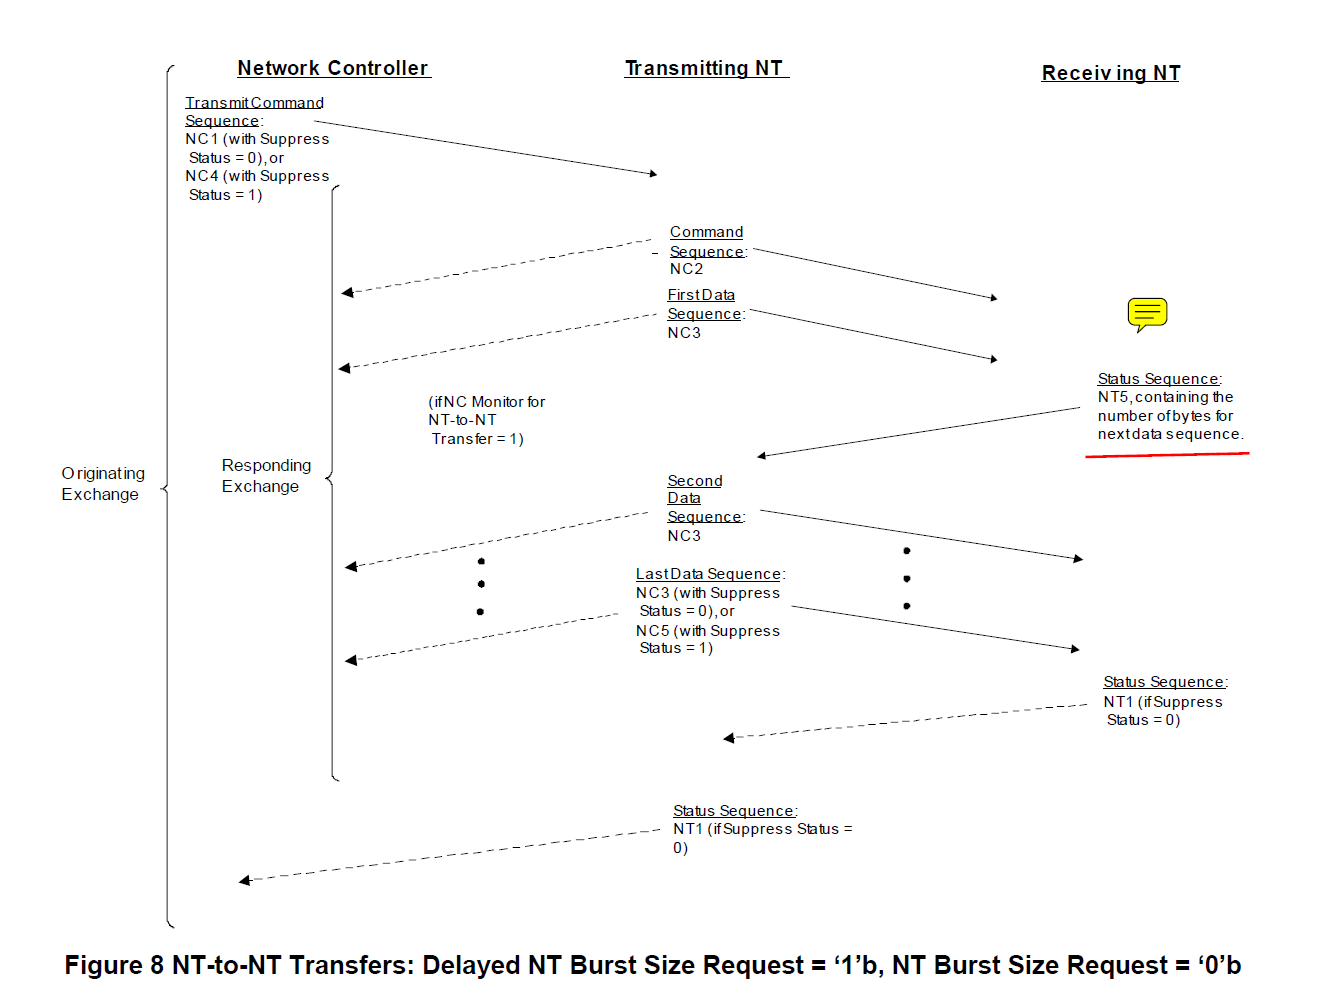 Network Controller
Transmitting NT
Receiving NT
Transmit Command
Sequence:
NC1 (with Suppress
Status = 0), or
NC4 (with Suppress
Status = 1)
Command
Sequence:
NC2
First Data
Sequence:
NC3
Status Sequence:
NT5, containing the
number of bytes for
next data sequence.
(if NC Monitor for
NT-to-NT
Transfer = 1)
Originating
Exchange
Responding
Exchange
Second
Data
Sequence:
NC3
Last Data Sequence:
NC3 (with Suppress
Status = 0), or
NC5 (with Suppress
Status = 1)
Status Sequence:
NT1 (if Suppress
Status = 0)
Status Sequence:
NT1 (if Suppress Status =
0)
Figure 8 NT-to-NT Transfers: Delayed NT Burst Size Request = ‘1’b, NT Burst Size Request = ‘0’b